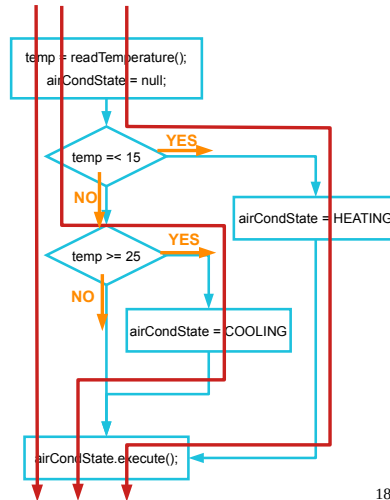 temp = readTemperature();
airCondState = null;
temp =< 15
YES
NO
airCondState = HEATING
temp >= 25
YES
NO
airCondState = COOLING
airCondState.execute();
18